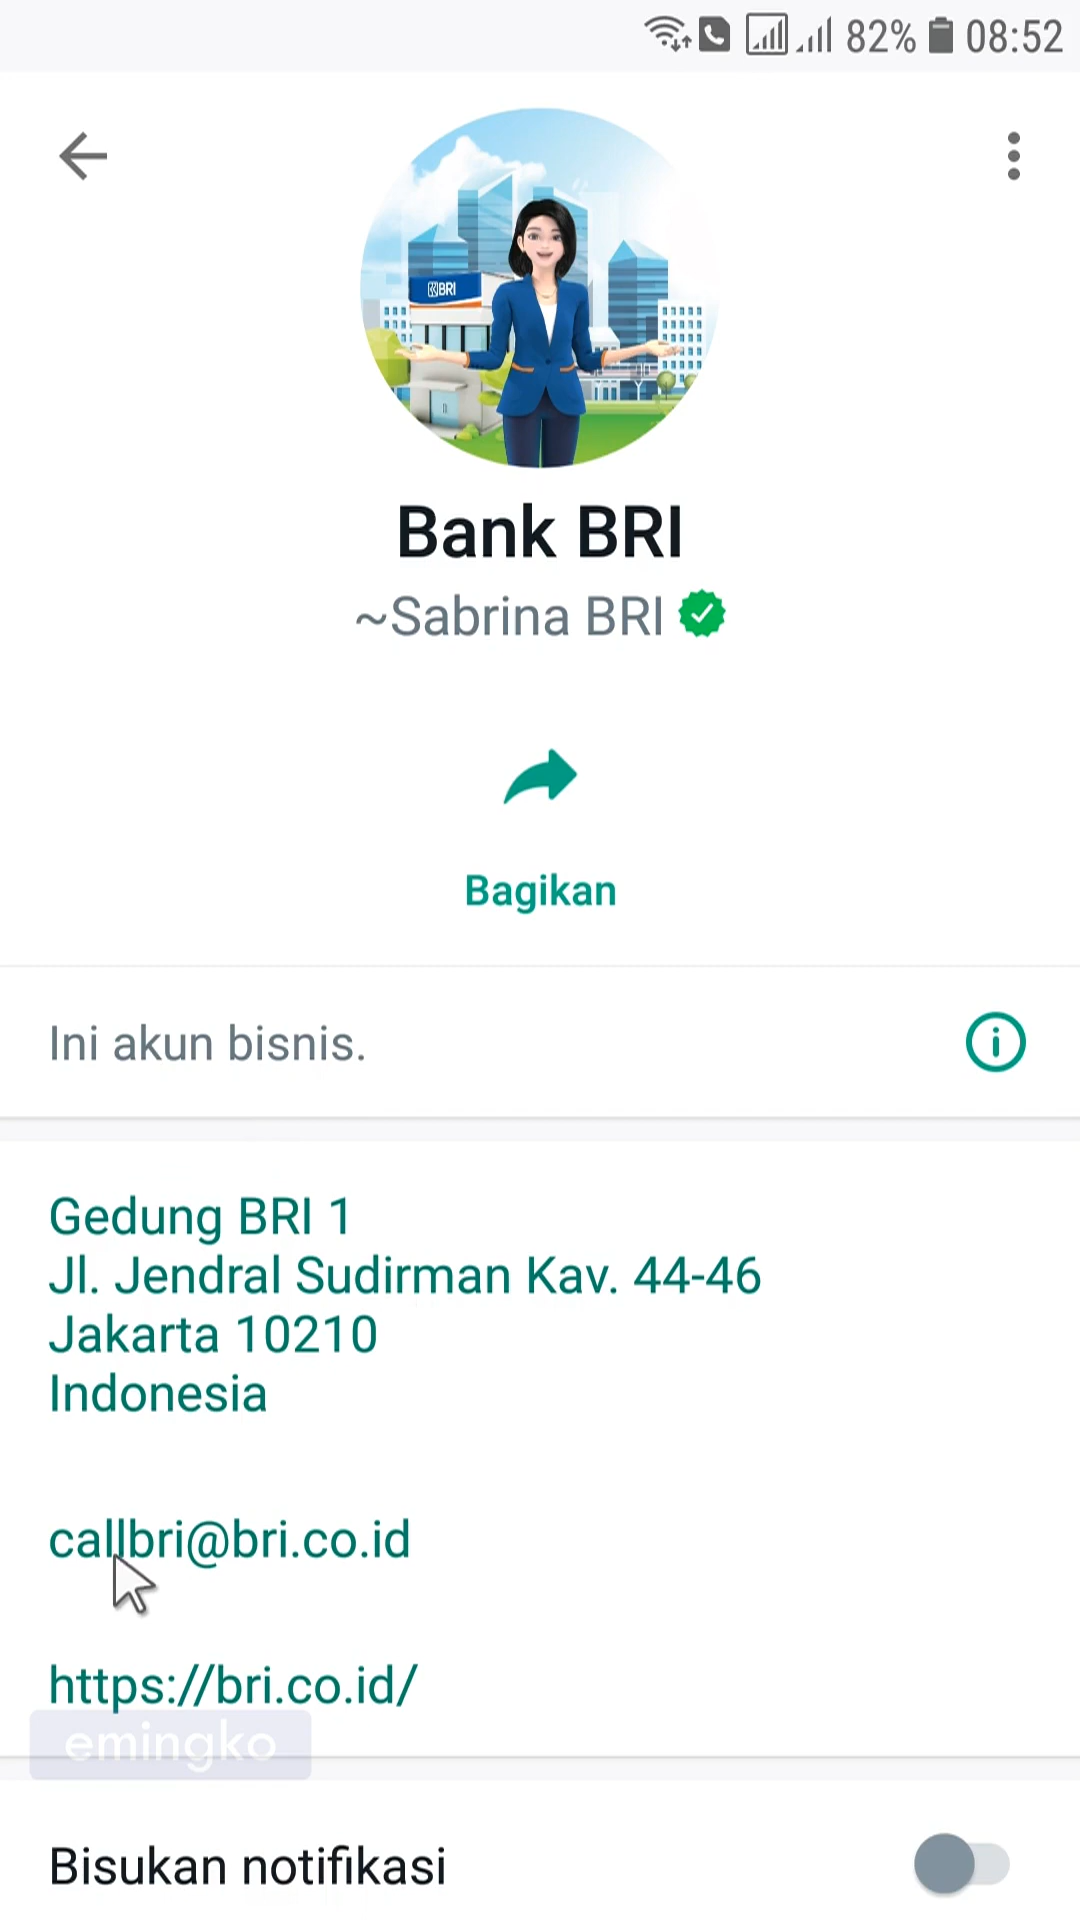 82% 08:52
BRI
Bank BRI
~Sabrina BRI
Bagikan
Ini akun bisnis.
Gedung BRI 1
Jl. Jendral Sudirman Kav. 44-46
Jakarta 10210
Indonesia
callbri@bri.co.id
https://bri.co.id/
emingko
Bisukan notifikasi